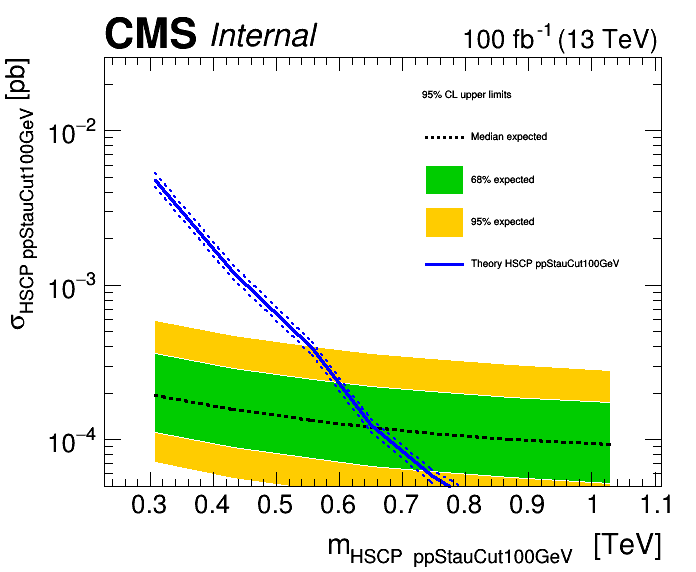 CMS Internal 100 fb⁻¹ (13 TeV)
σHSCP ppStauCut100GeV [pb]
95% CL upper limits
Median expected
68% expected
95% expected
Theory HSCP ppStauCut100GeV
10⁻²
10⁻³
10⁻⁴
0.3 0.4 0.5 0.6 0.7 0.8 0.9 1 1.1
mHSCP ppStauCut100GeV [TeV]